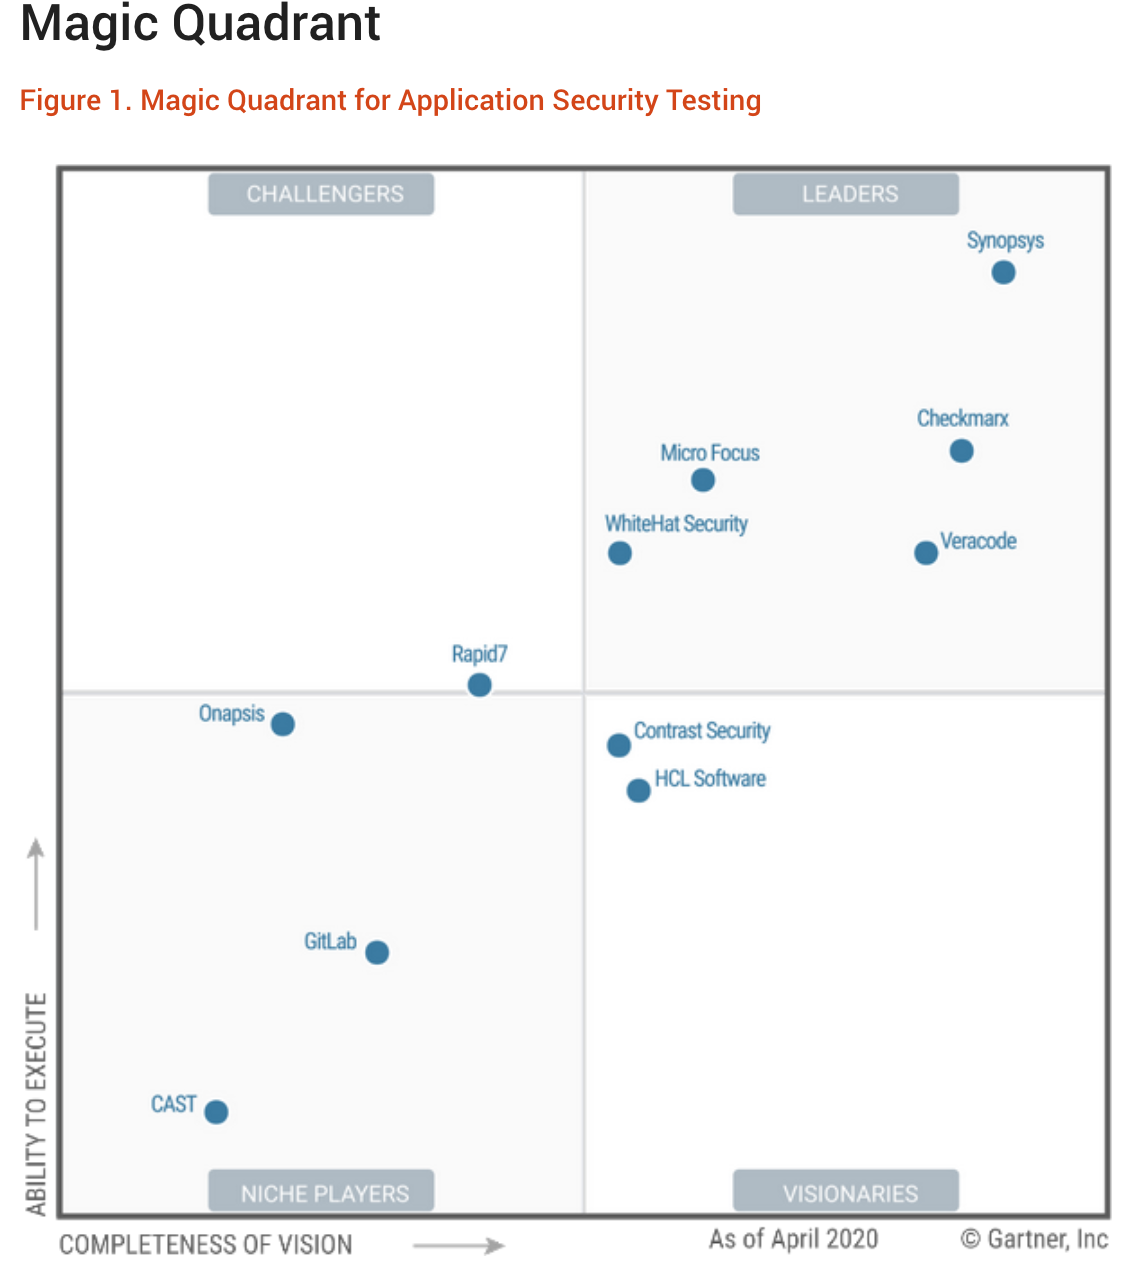 Magic Quadrant
Figure 1. Magic Quadrant for Application Security Testing
CHALLENGERS
LEADERS
Synopsys
Checkmarx
Micro Focus
WhiteHat Security
Veracode
Rapid7
Onapsis
Contrast Security
HCL Software
GitLab
CAST
NICHE PLAYERS
VISIONARIES
ABILITY TO EXECUTE
COMPLETENESS OF VISION
As of April 2020
© Gartner, Inc